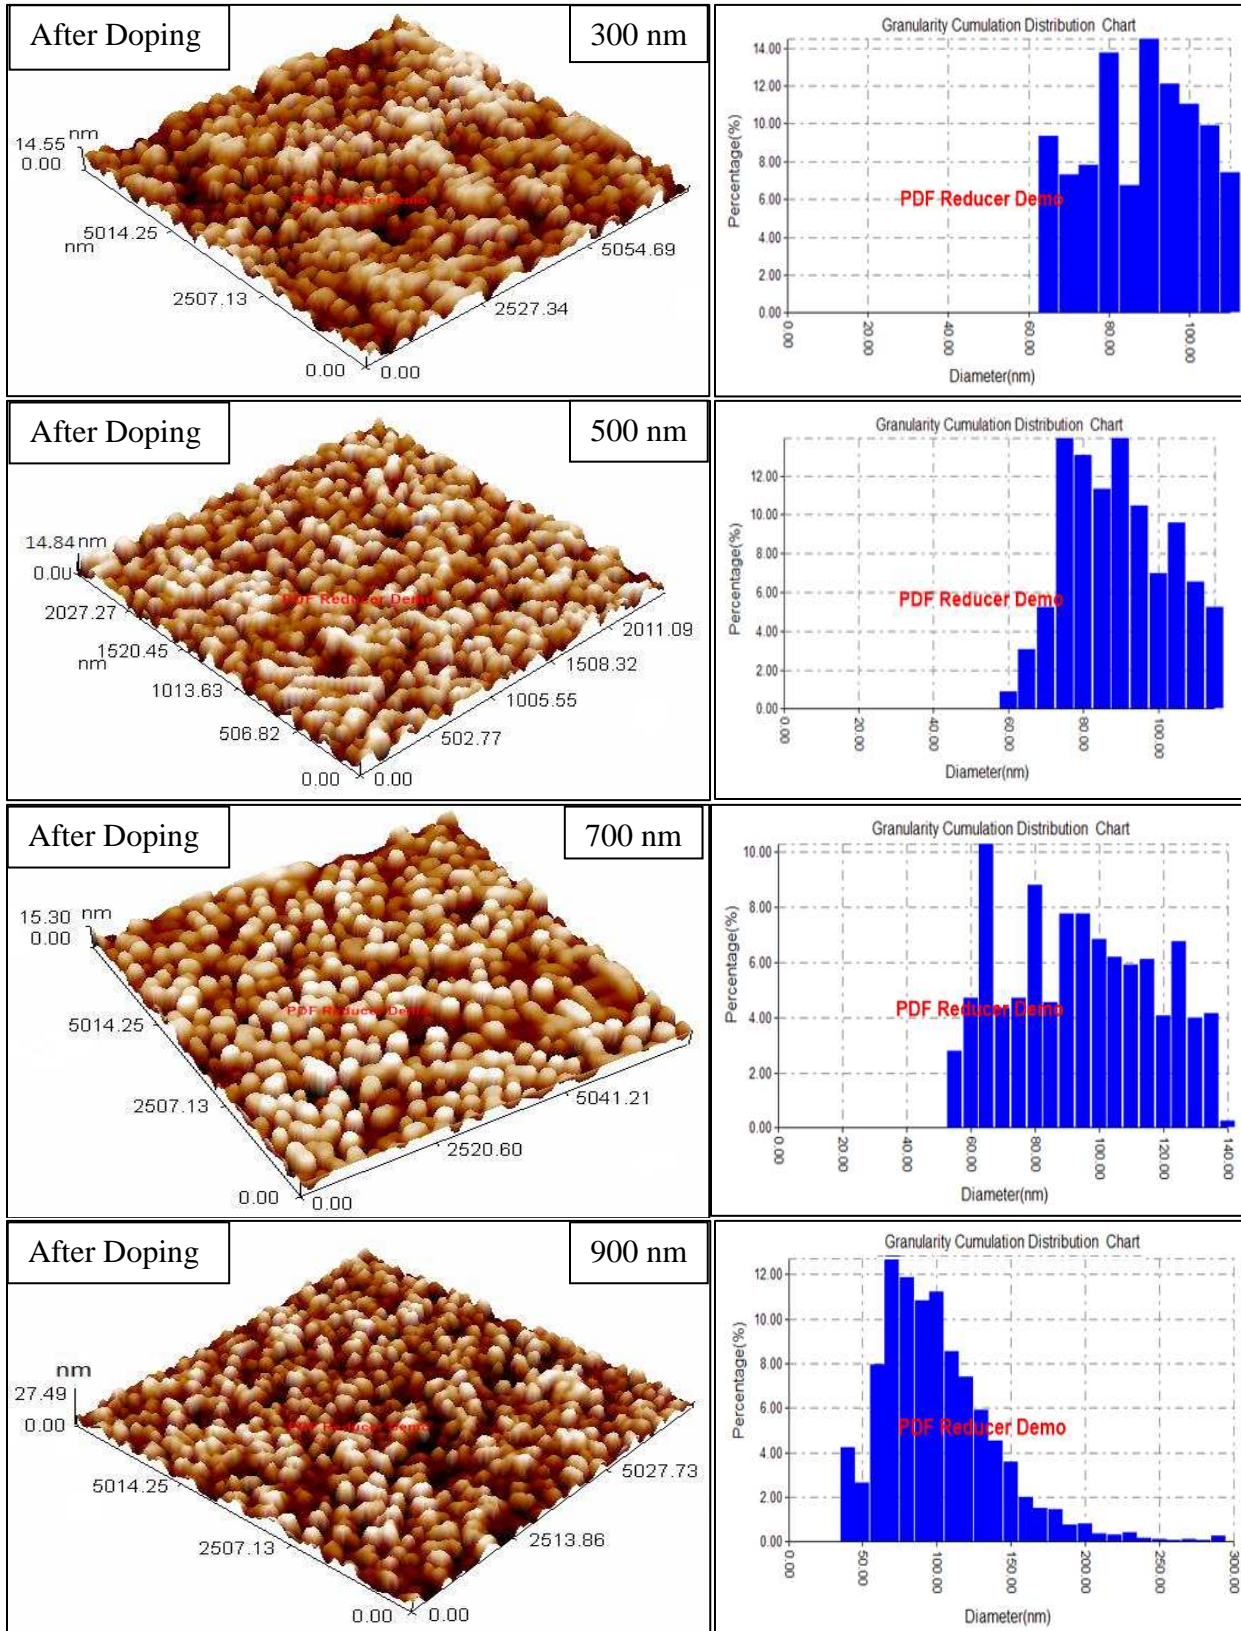 After Doping
300 nm
nm
14.55
0.00
5014.25
nm
2507.13
0.00
0.00
2527.34
5054.69
PDF Reducer Demo
Granularity Cumulation Distribution Chart
Percentage(%)
14.00
12.00
10.00
8.00
6.00
4.00
2.00
0.00
PDF Reducer Demo
0.00 20.00 40.00 60.00 80.00 100.00
Diameter(nm)
After Doping
500 nm
14.84 nm
0.00
2027.27
1520.45
nm
1013.63
506.82
0.00
0.00
502.77
1005.55
1508.32
2011.09
PDF Reducer Demo
Granularity Cumulation Distribution Chart
Percentage(%)
12.00
10.00
8.00
6.00
4.00
2.00
0.00
PDF Reducer Demo
0.00 20.00 40.00 60.00 80.00 100.00
Diameter(nm)
After Doping
700 nm
15.30 nm
0.00
5014.25
2507.13
0.00
0.00
2520.60
5041.21
PDF Reducer Demo
Granularity Cumulation Distribution Chart
Percentage(%)
10.00
8.00
6.00
4.00
2.00
0.00
PDF Reducer Demo
0.00 20.00 40.00 60.00 80.00 100.00 120.00 140.00
Diameter(nm)
After Doping
900 nm
nm
27.49
0.00
5014.25
2507.13
0.00
0.00
2513.86
5027.73
PDF Reducer Demo
Granularity Cumulation Distribution Chart
Percentage(%)
12.00
10.00
8.00
6.00
4.00
2.00
0.00
PDF Reducer Demo
0.00 50.00 100.00 150.00 200.00 250.00 300.00
Diameter(nm)